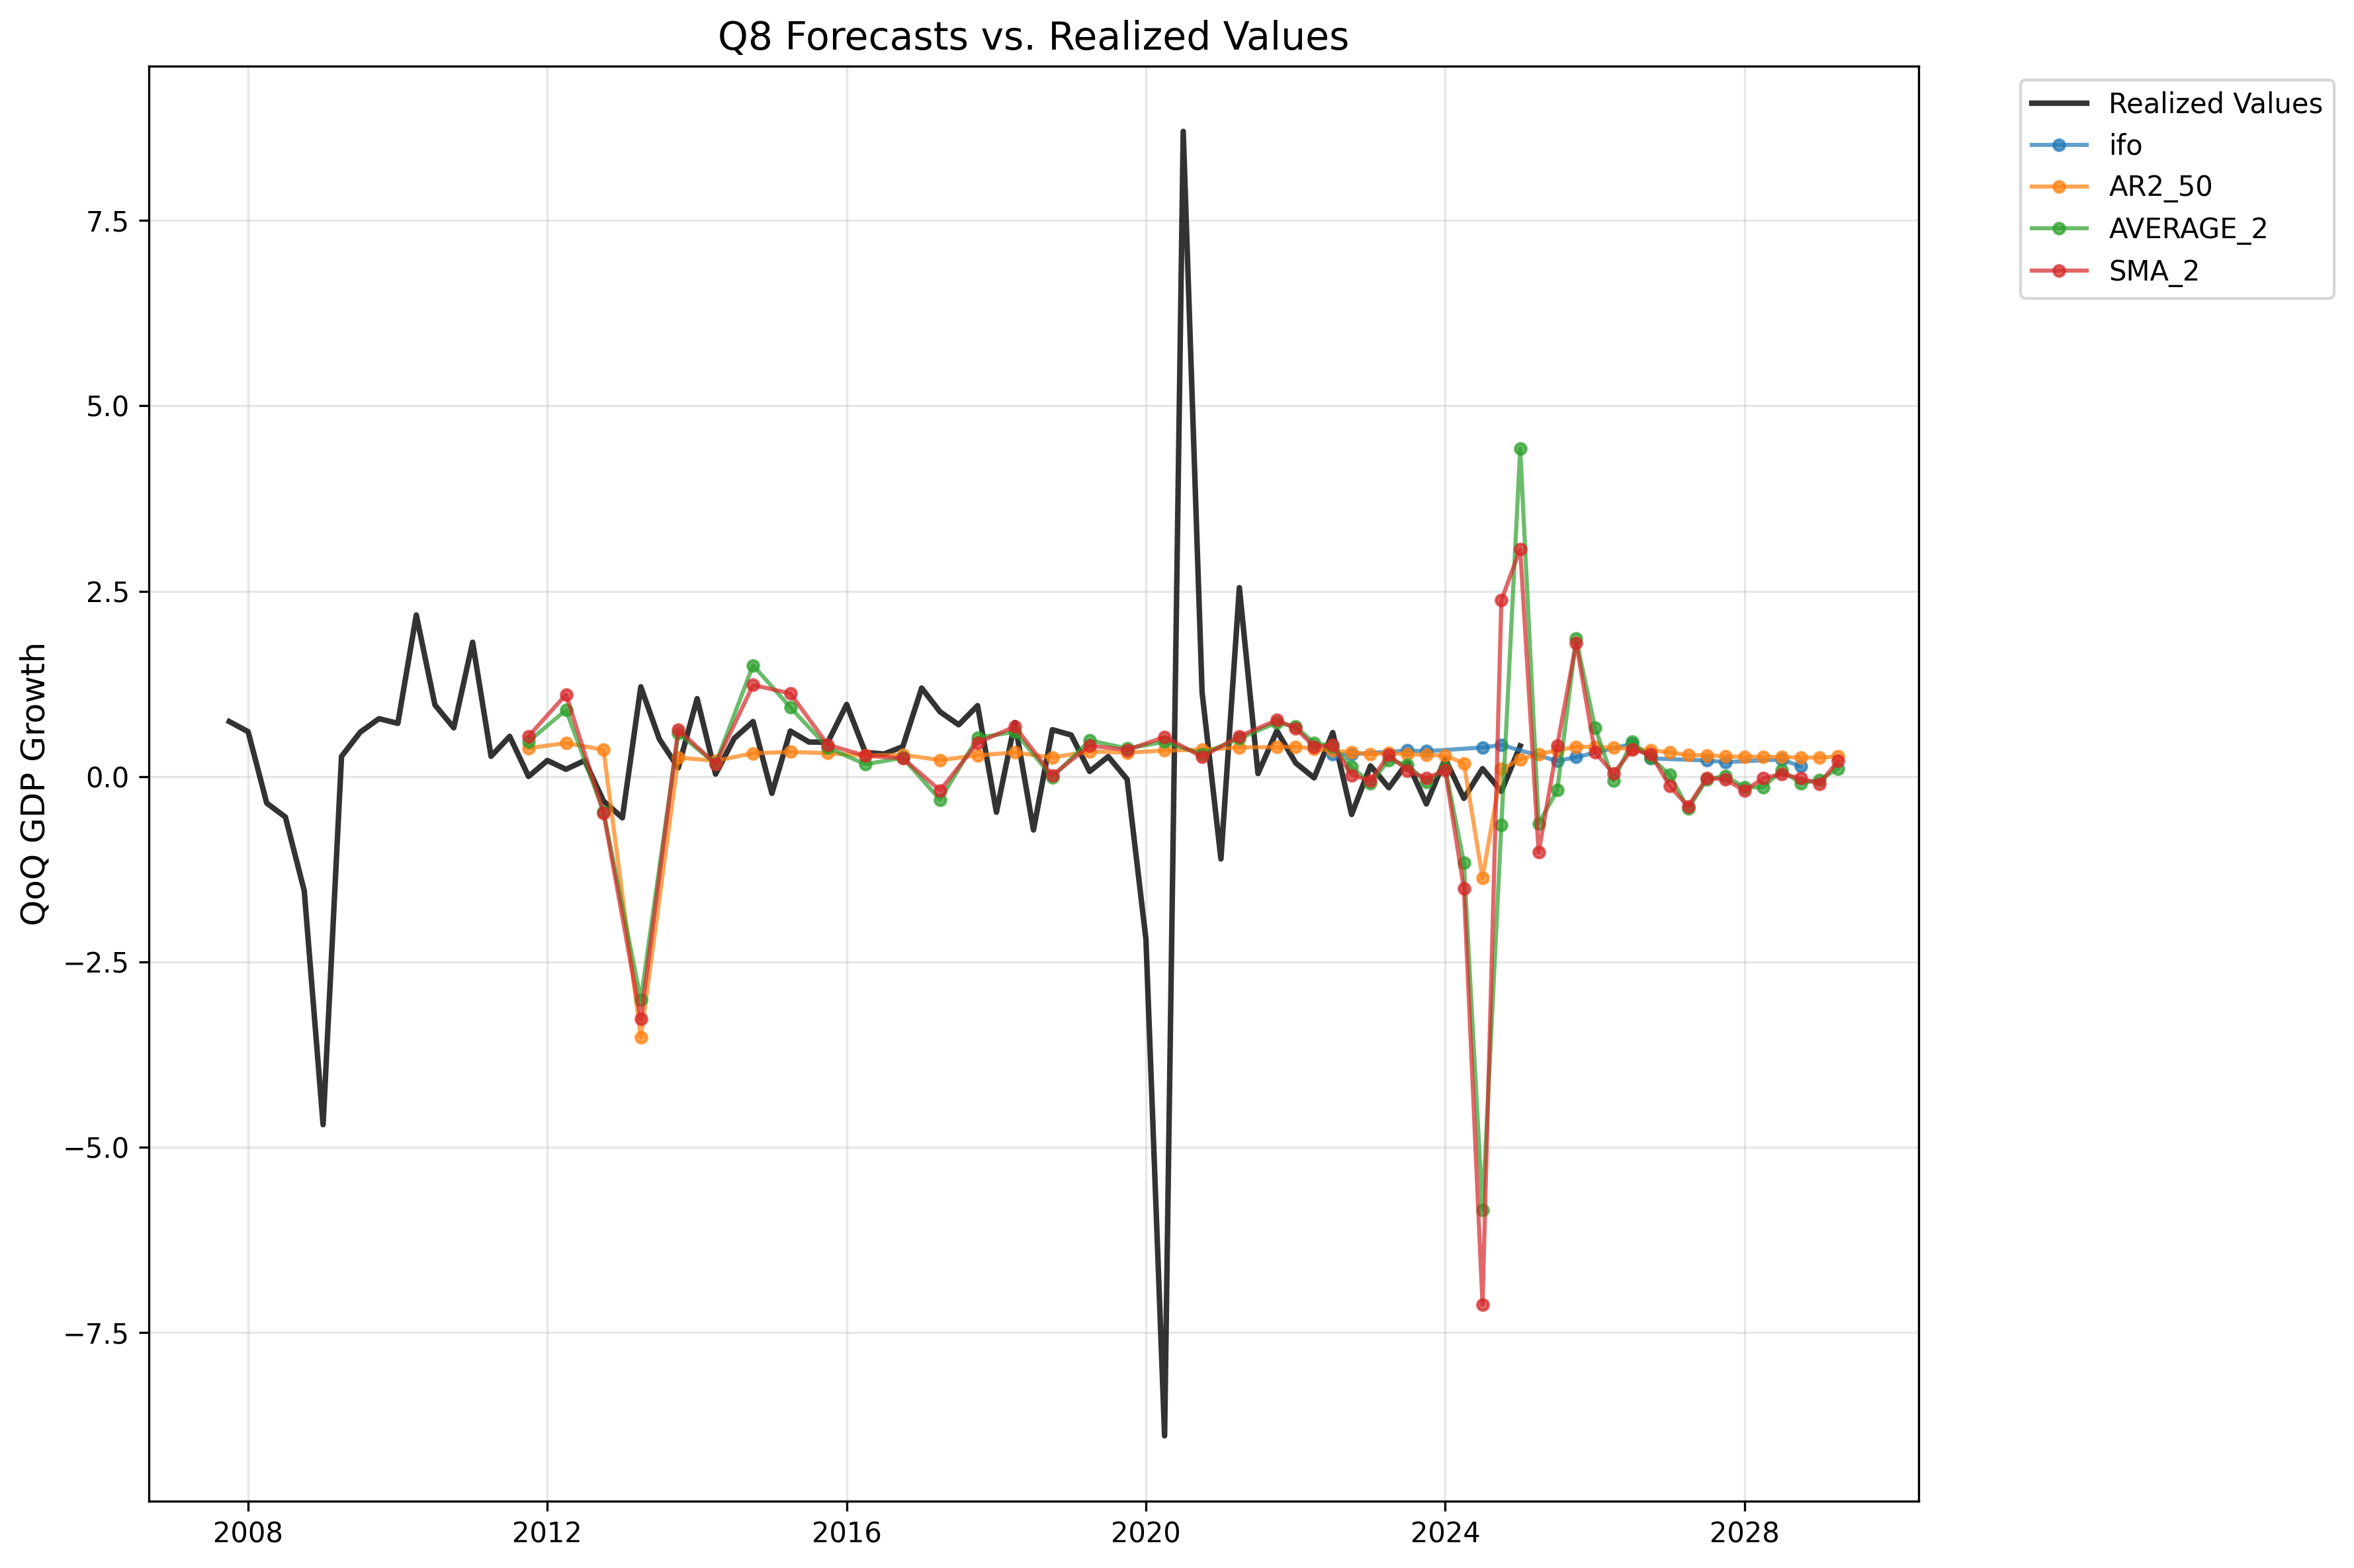 Q8 Forecasts vs. Realized Values
QoQ GDP Growth
7.5
5.0
2.5
0.0
−2.5
−5.0
−7.5
2008
2012
2016
2020
2024
2028
Realized Values
ifo
AR2_50
AVERAGE_2
SMA_2